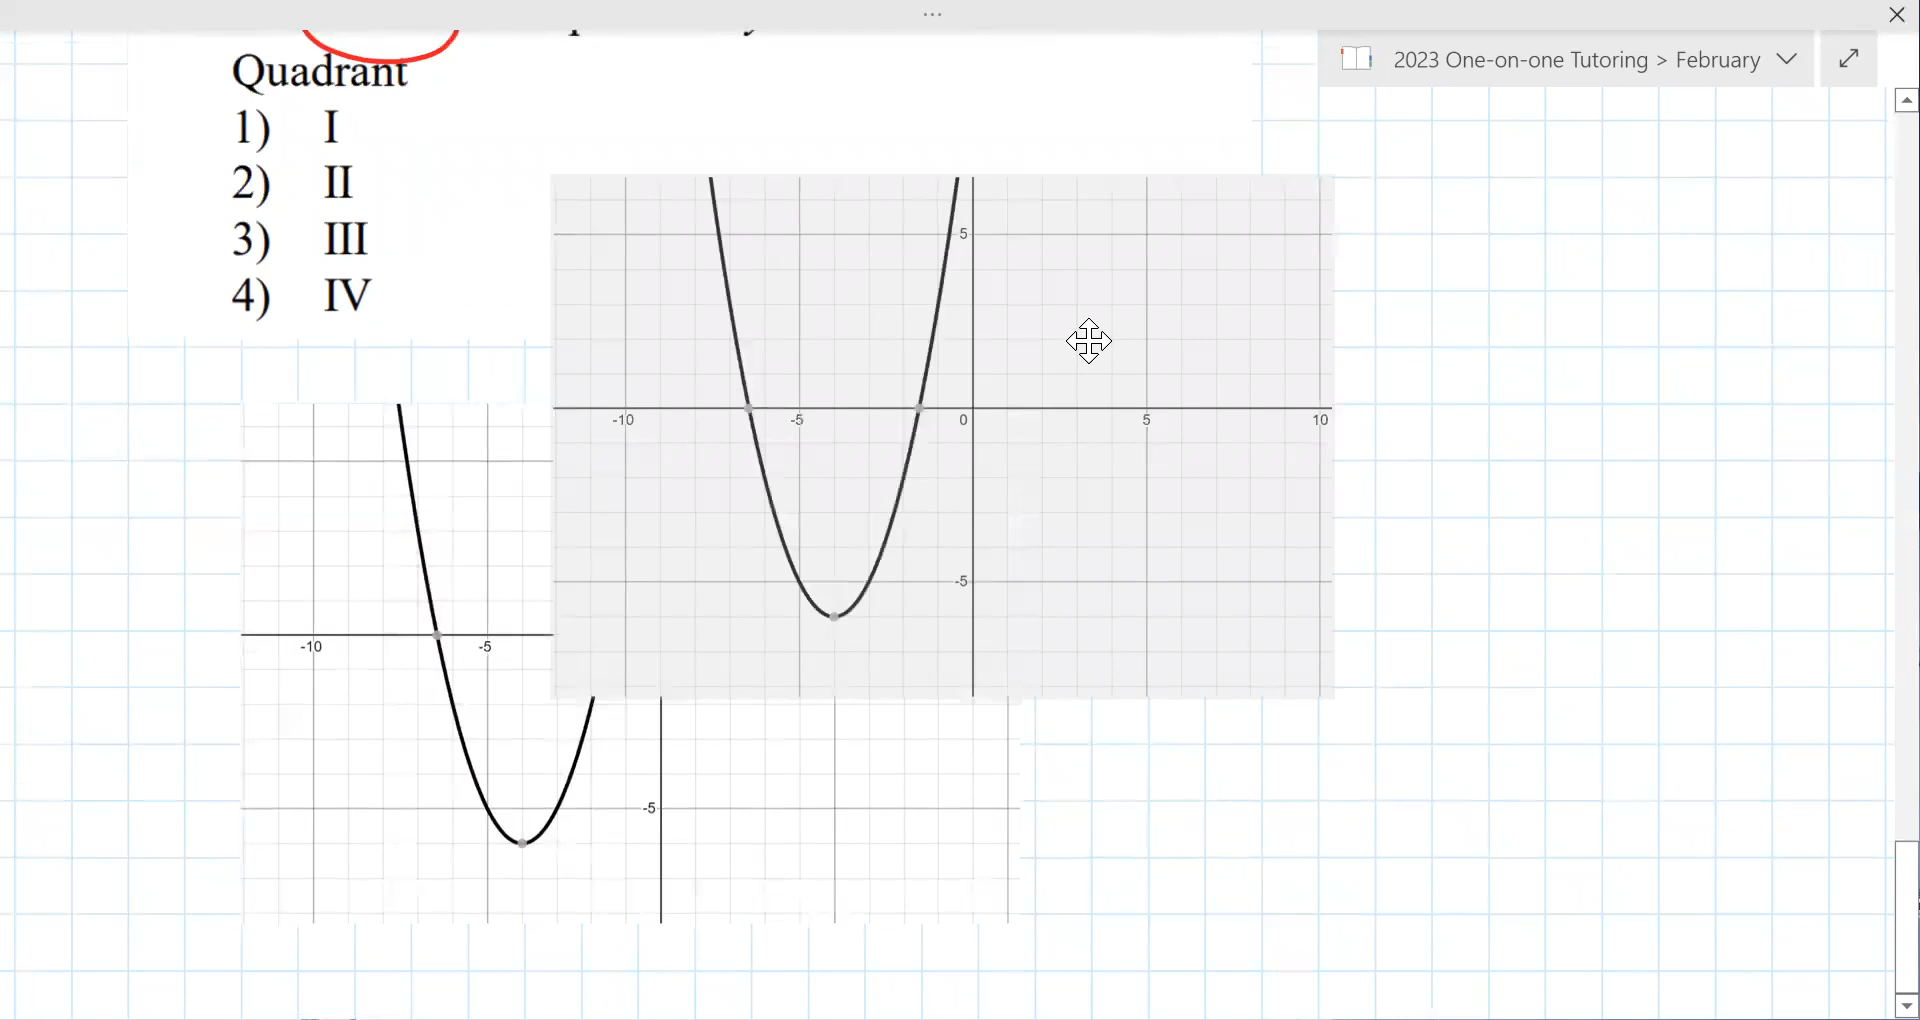 ...
2023 One-on-one Tutoring > February
Quadrant
1) I
2) II
3) III
4) IV
5
-10 -5 0 5 10
-5
-10 -5
-5